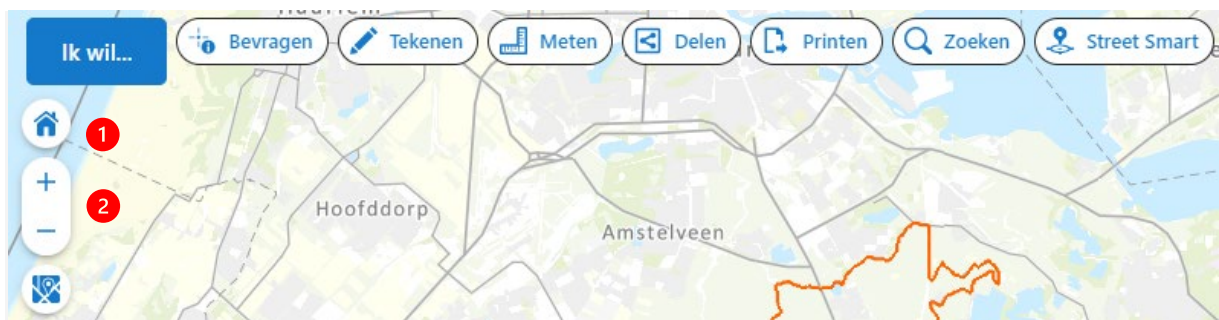 Ik wil...
Bevragen
Tekenen
Meten
Delen
Printen
Zoeken
Street Smart
1
+
2
−
Hoofddorp
Amstelveen